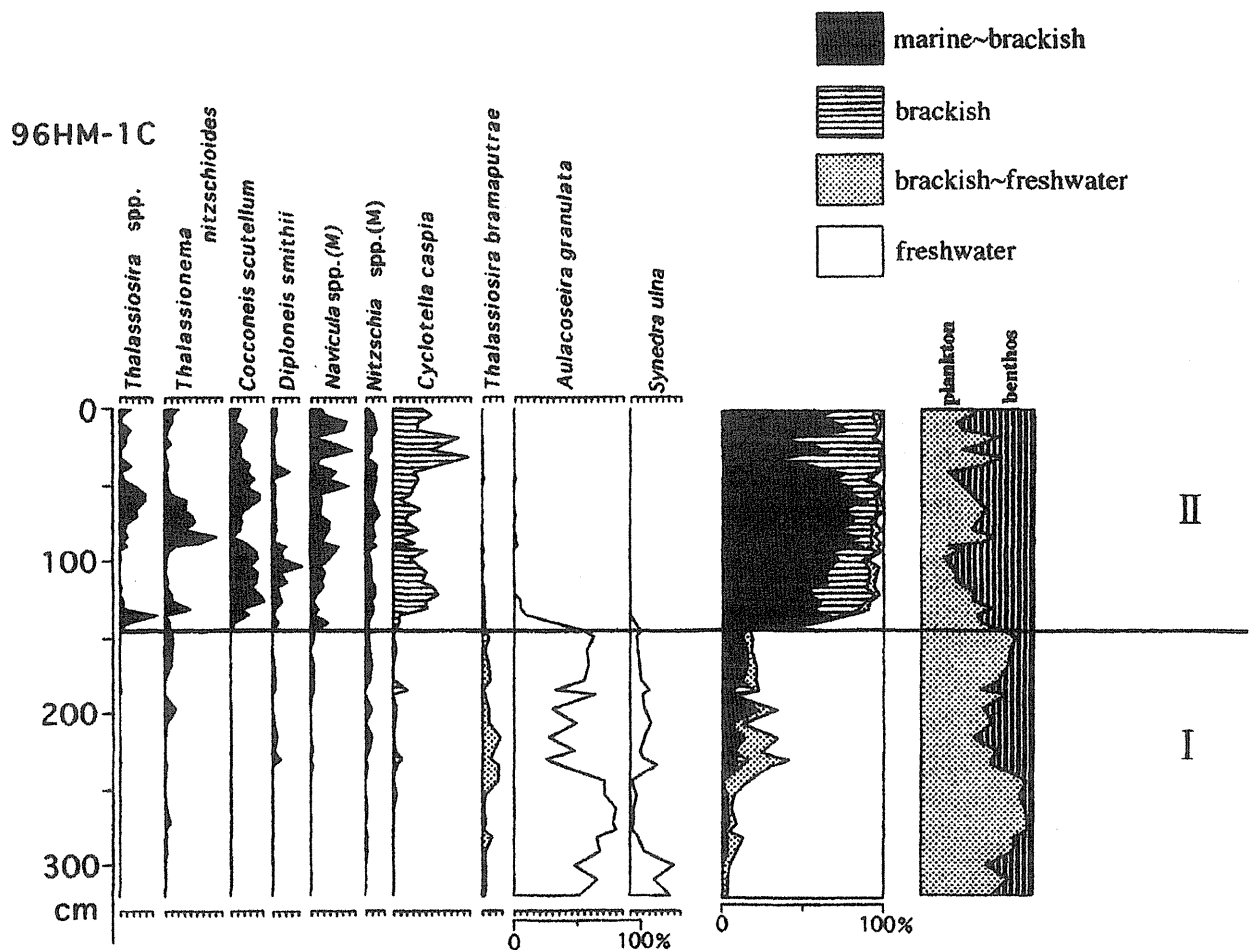 marine~brackish
brackish
brackish~freshwater
freshwater
96HM-1C
Thalassiosira spp.
Thalassionema
nitzschioides
Cocconeis scutellum
Diploneis smithii
Navicula spp.(M)
Nitzschia spp.(M)
Cyclotella caspia
Thalassiosira bramaputrae
Aulacoseira granulata
Synedra ulna
plankton
benthos
0
100
200
300
cm
II
I
0 100%
0 100%